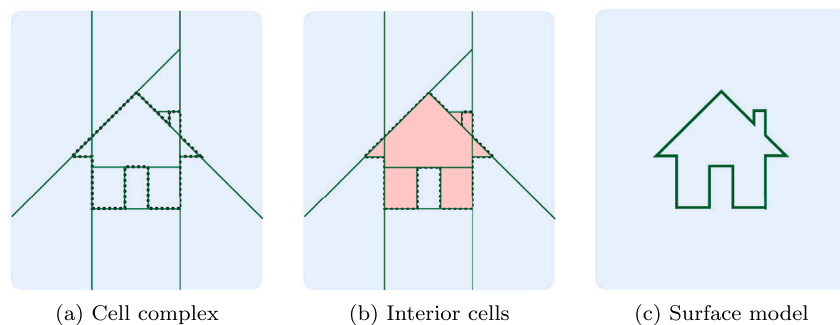 (a) Cell complex
(b) Interior cells
(c) Surface model